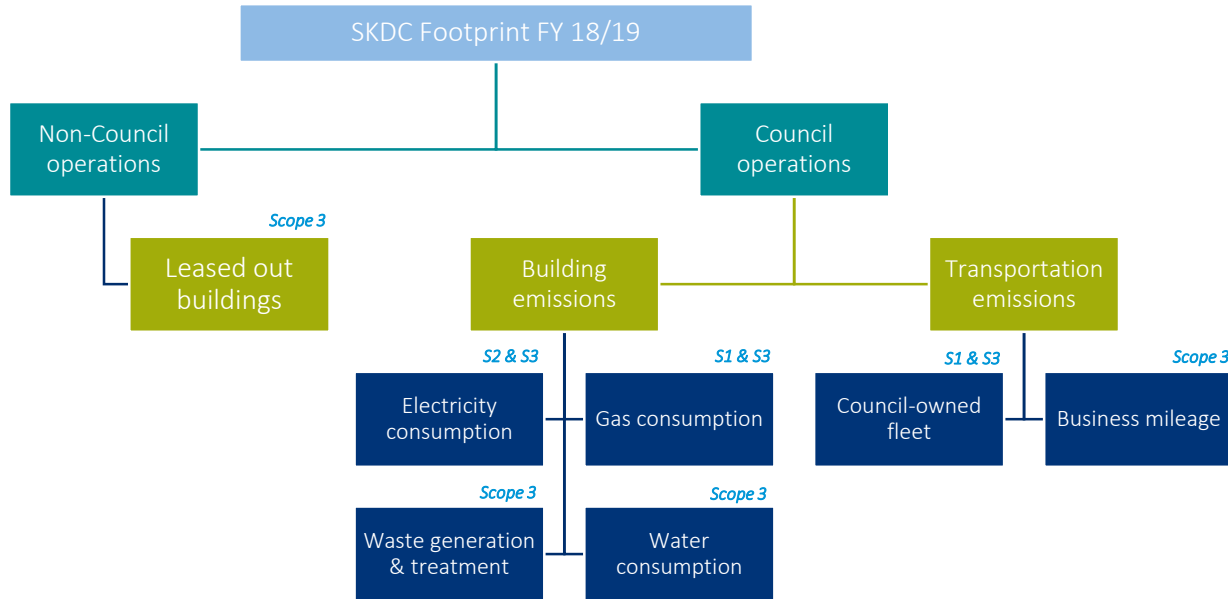 SKDC Footprint FY 18/19
Non-Council
operations
Council
operations
Scope 3
Leased out
buildings
Building
emissions
Transportation
emissions
S2 & S3
Electricity
consumption
S1 & S3
Gas consumption
S1 & S3
Council-owned
fleet
Scope 3
Business mileage
Scope 3
Waste generation
& treatment
Scope 3
Water
consumption